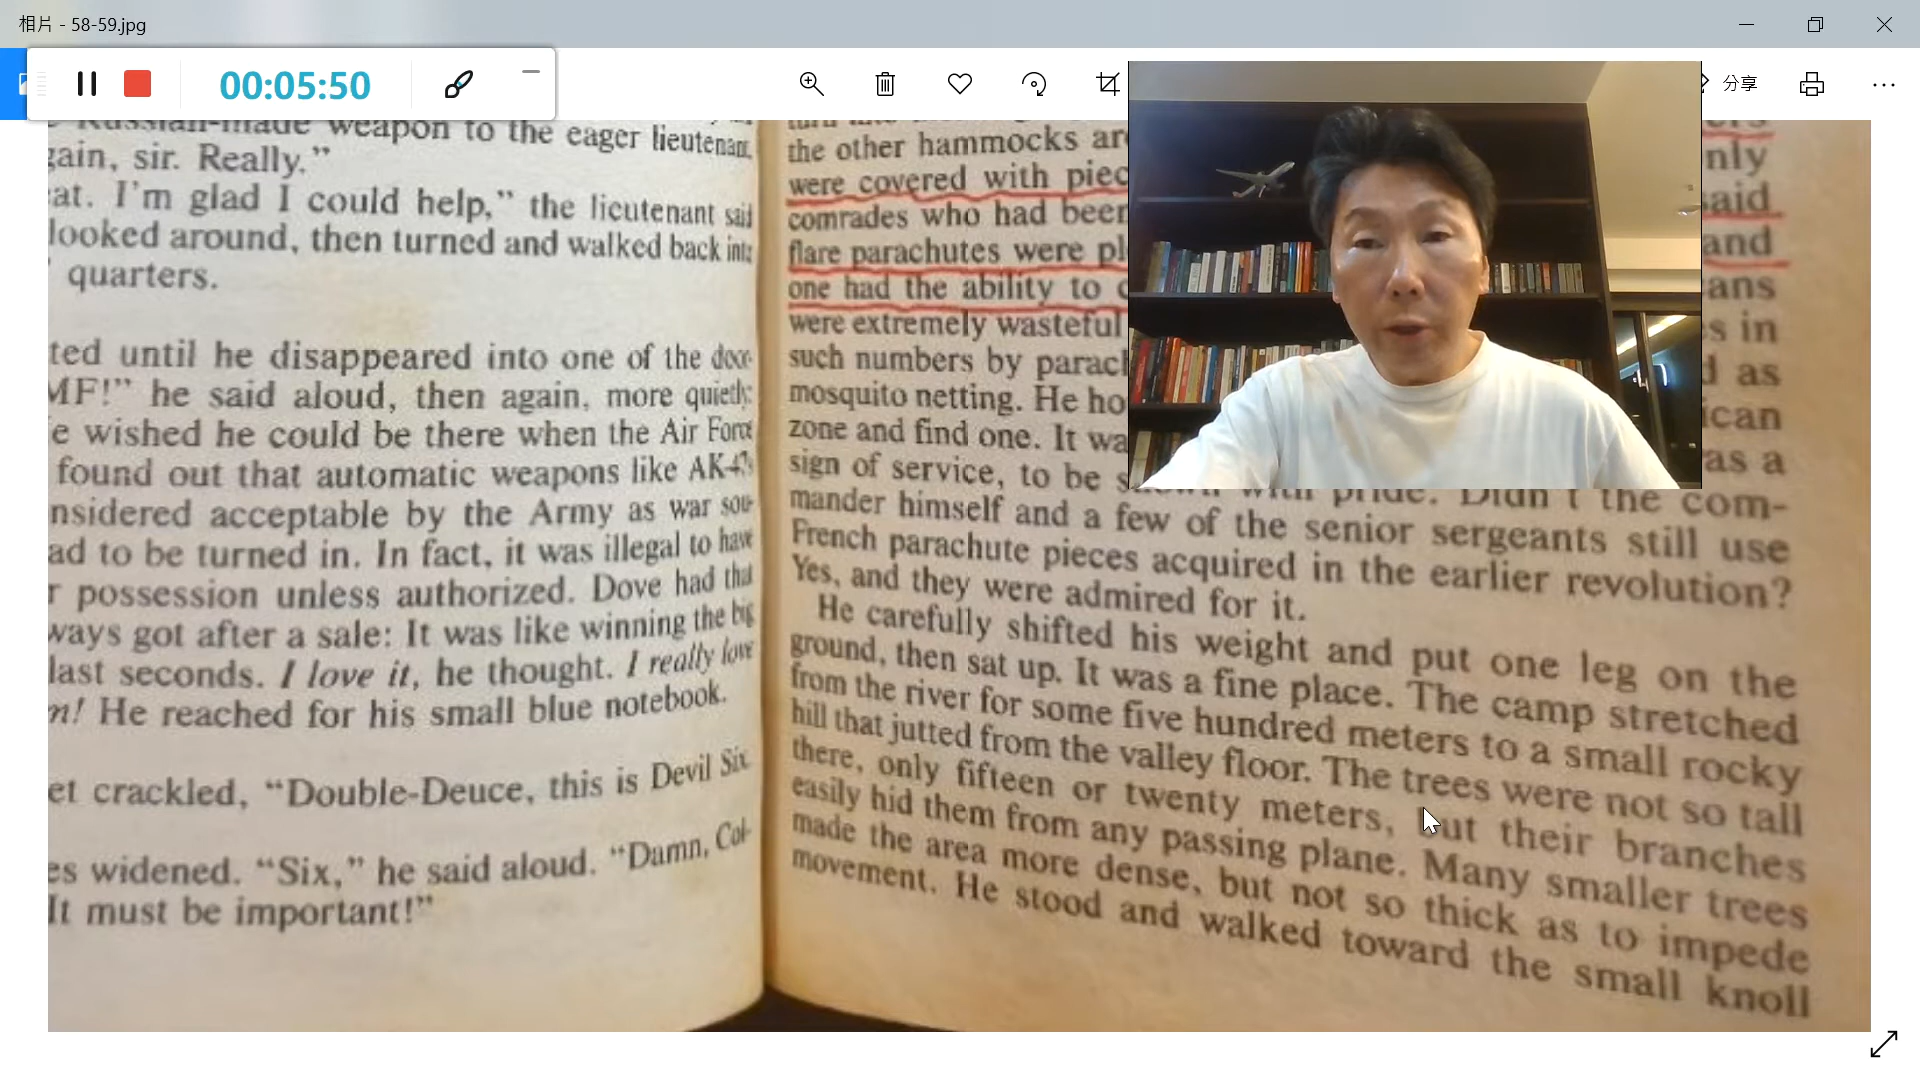 相片 - 58-59.jpg
00:05:50
分享
Russian-made weapon to the eager lieutenant,
gain, sir. Really."
at. I'm glad I could help," the lieutenant said
looked around, then turned and walked back into
quarters.
ted until he disappeared into one of the door-
MF!" he said aloud, then again, more quietly:
e wished he could be there when the Air Force
found out that automatic weapons like AK-47s
nsidered acceptable by the Army as war sou-
ad to be turned in. In fact, it was illegal to have
r possession unless authorized. Dove had that
ways got after a sale: It was like winning the big
last seconds. I love it, he thought. I really love
m! He reached for his small blue notebook.
et crackled, "Double-Deuce, this is Devil Six.
es widened. "Six," he said aloud. "Damn, Col-
It must be important!"
the other hammocks
were covered with piec
nly
comrades who had been
said
flare parachutes were pl
and
one had the ability to
ans
were extremely wasteful
s in
such numbers by parach
d as
mosquito netting. He ho
ican
zone and find one. It wa
as a
sign of service, to be shown with pride. Didn't the com-
mander himself and a few of the senior sergeants still use
French parachute pieces acquired in the earlier revolution?
Yes, and they were admired for it.
He carefully shifted his weight and put one leg on the
ground, then sat up. It was a fine place. The camp stretched
from the river for some five hundred meters to a small rocky
hill that jutted from the valley floor. The trees were not so tall
there, only fifteen or twenty meters, but their branches
easily hid them from any passing plane. Many smaller trees
made the area more dense, but not so thick as to impede
movement. He stood and walked toward the small knoll